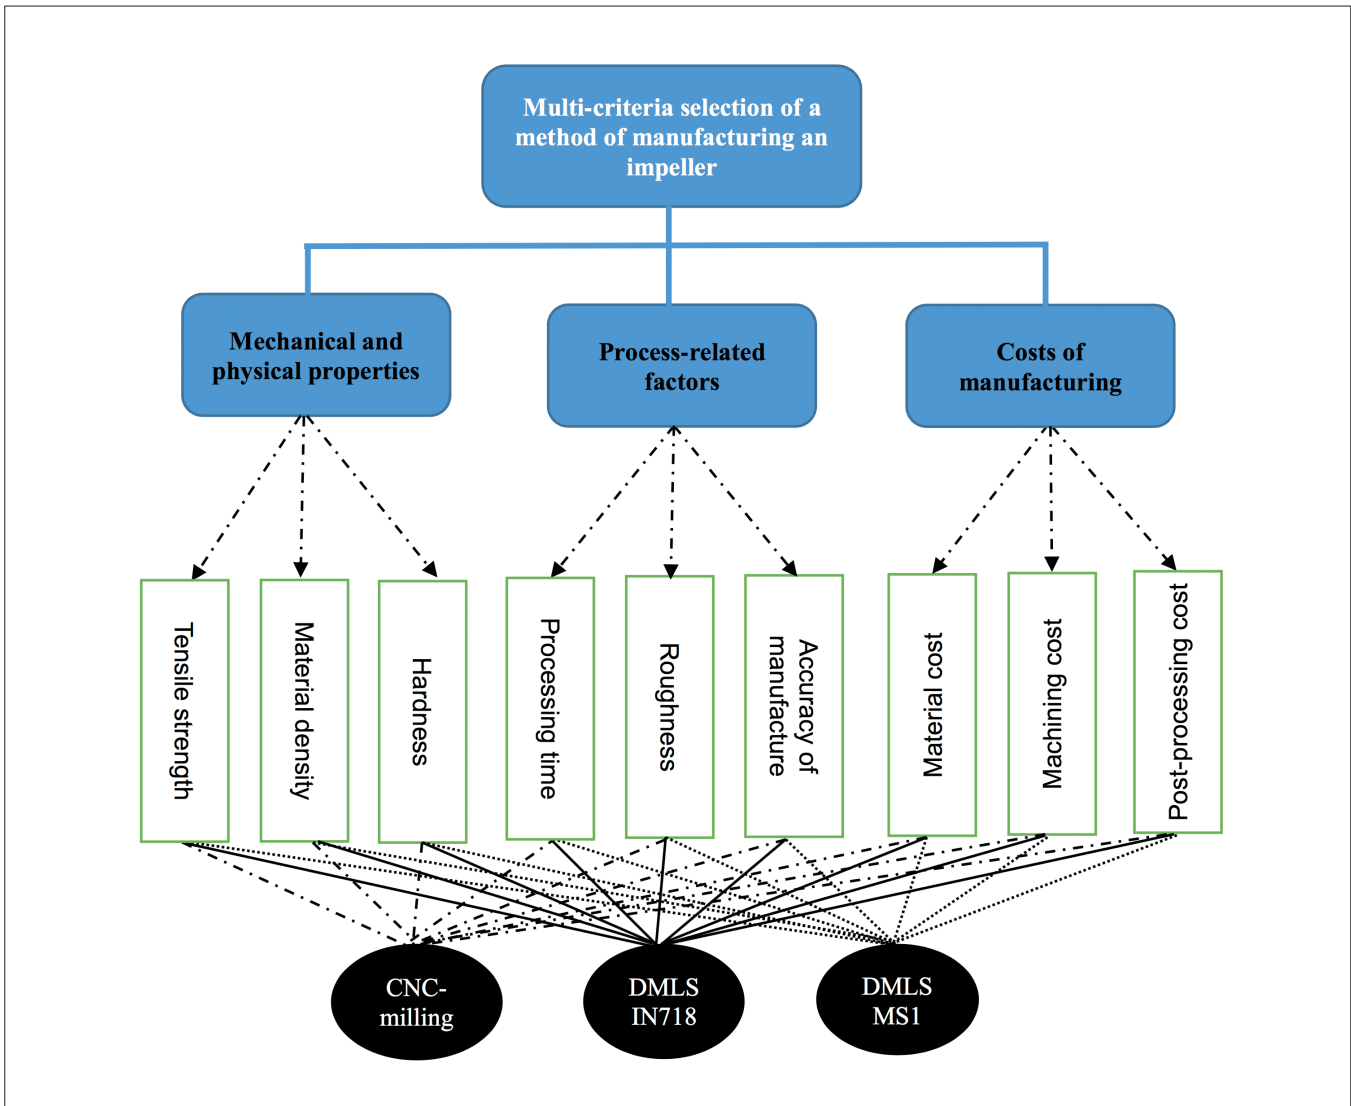 Multi-criteria selection of a
method of manufacturing an
impeller
Mechanical and
physical properties
Process-related
factors
Costs of
manufacturing
Tensile strength
Material density
Hardness
Processing time
Roughness
Accuracy of
manufacture
Material cost
Machining cost
Post-processing cost
CNC-
milling
DMLS
IN718
DMLS
MS1